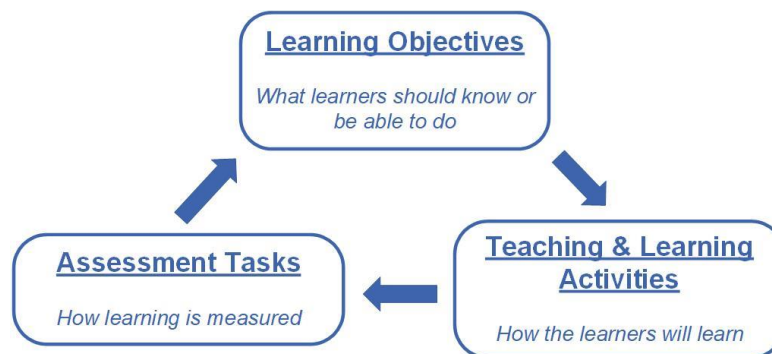 Learning Objectives
What learners should know or
be able to do
Assessment Tasks
How learning is measured
Teaching & Learning
Activities
How the learners will learn